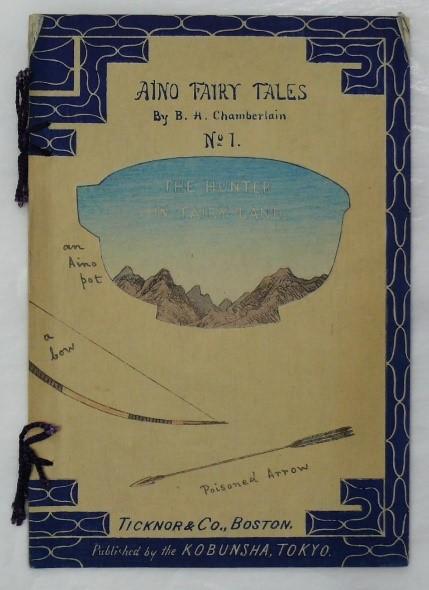 AINO FAIRY TALES
By B. H. Chamberlain
No 1.
THE HUNTER
IN FAIRY-LAND.
an
Aino
pot
a
bow
Poisoned Arrow
TICKNOR & CO., BOSTON.
Published by the KOBUNSHA, TOKYO.